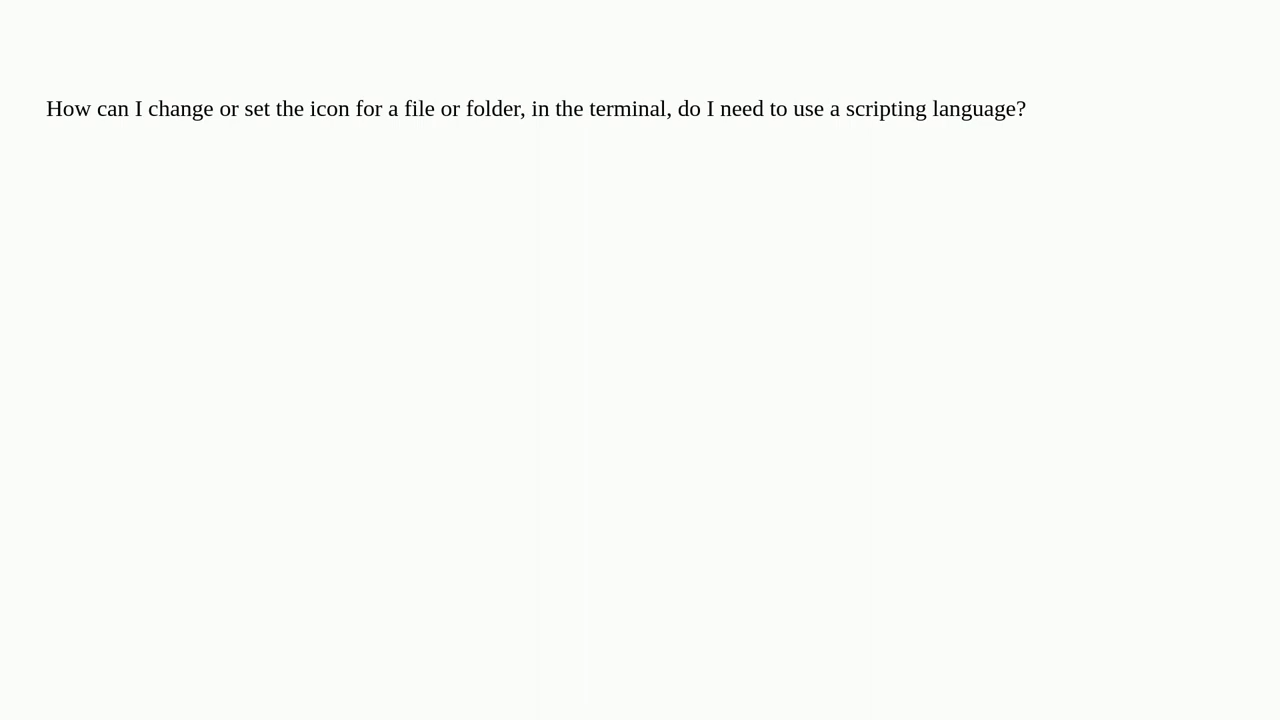 How can I change or set the icon for a file or folder, in the terminal, do I need to use a scripting language?